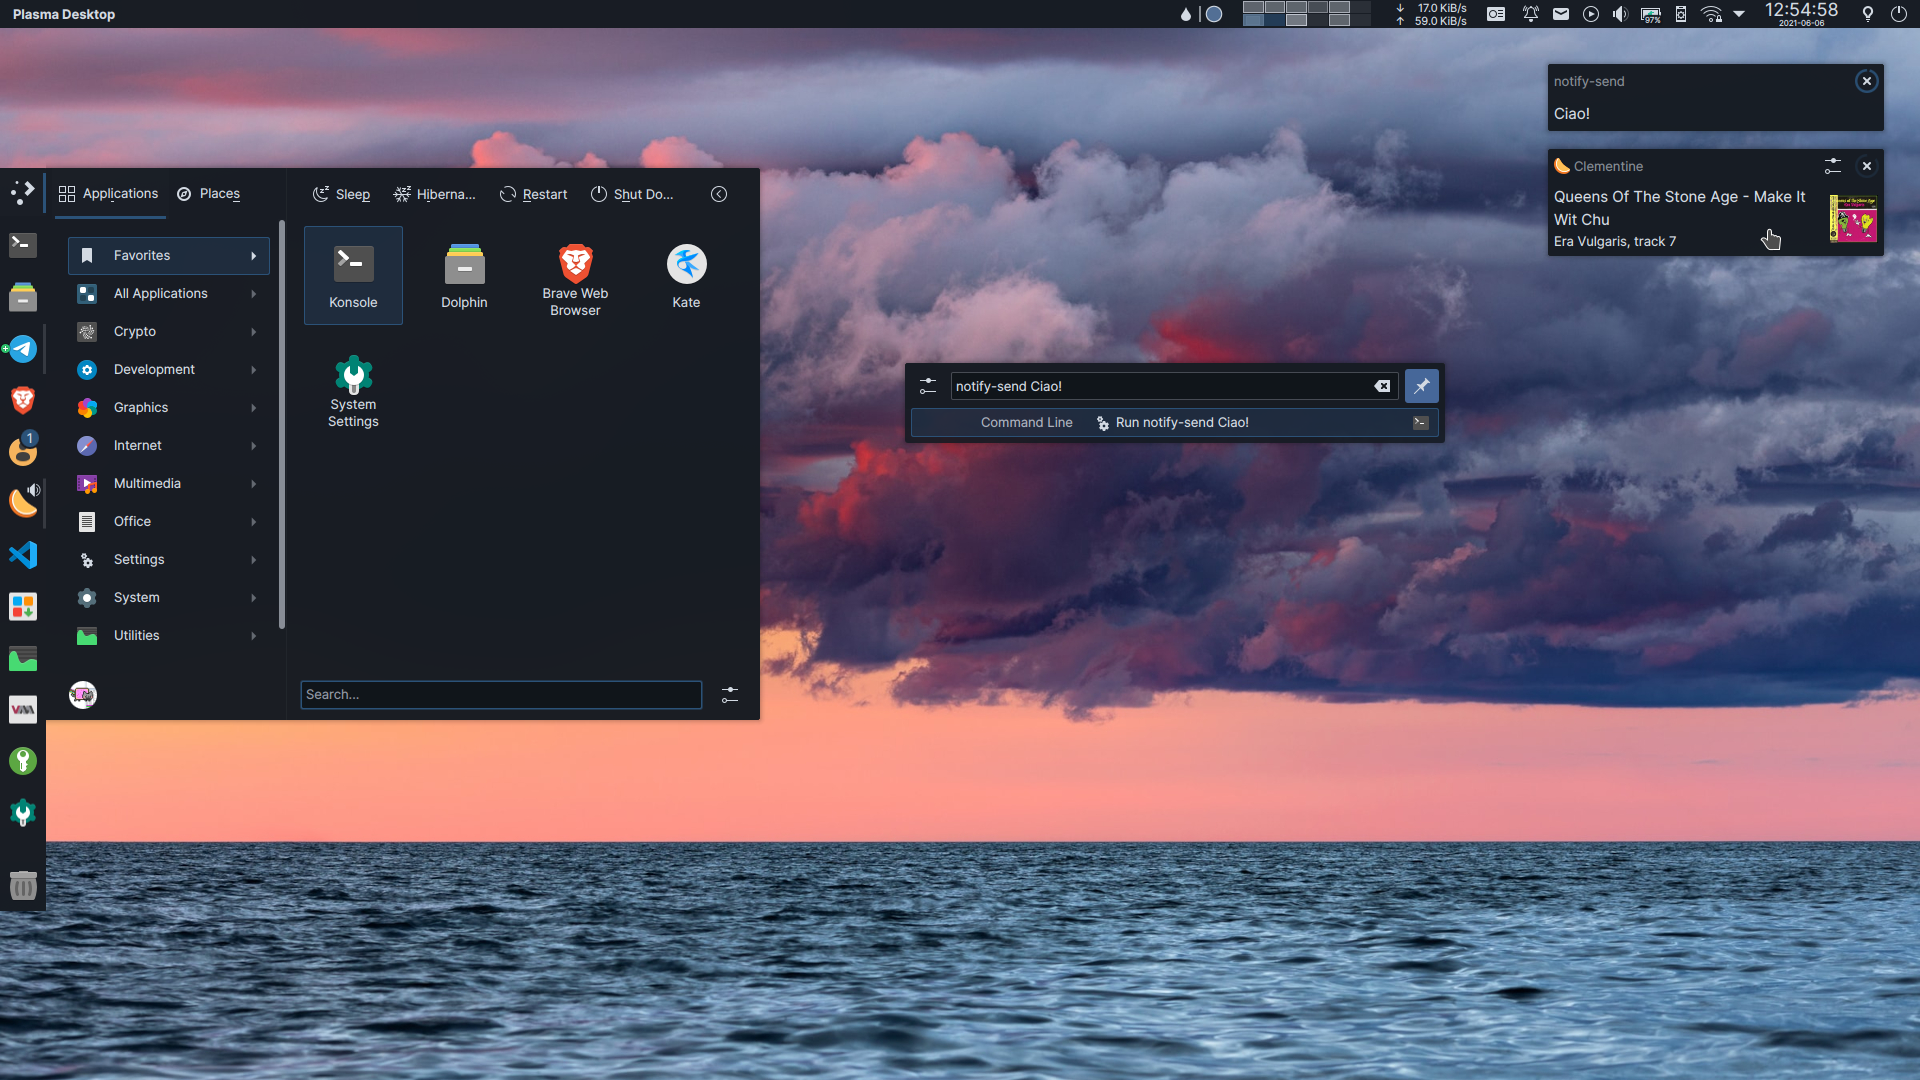 Plasma Desktop
17.0 KiB/s
59.0 KiB/s
97%
12:54:58
2021-06-06
notify-send
Ciao!
Clementine
Queens Of The Stone Age - Make It
Wit Chu
Era Vulgaris, track 7
Applications
Places
Sleep
Hiberna...
Restart
Shut Do...
Favorites
All Applications
Crypto
Development
Graphics
Internet
Multimedia
Office
Settings
System
Utilities
Konsole
Dolphin
Brave Web
Browser
Kate
System
Settings
Search...
1
notify-send Ciao!
Command Line
Run notify-send Ciao!